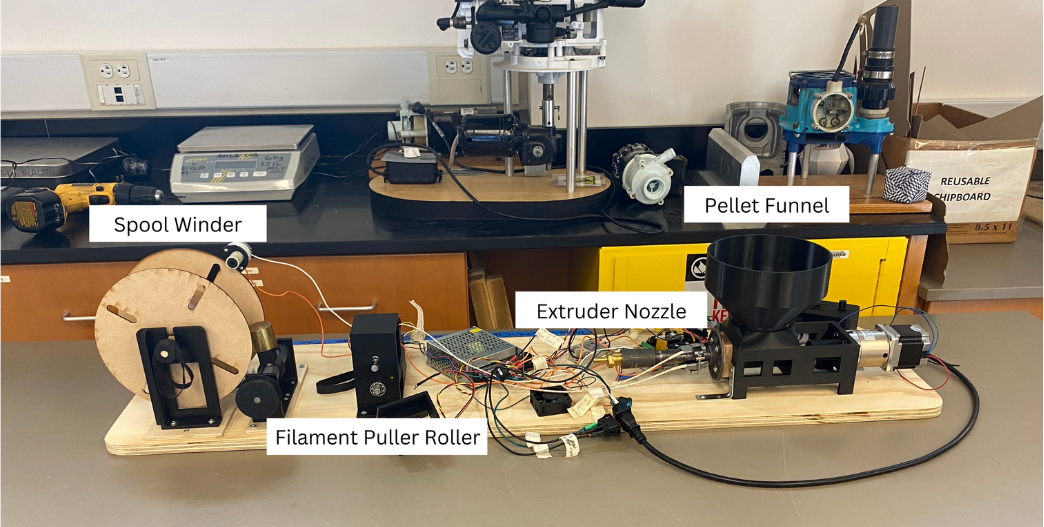 Spool Winder
Pellet Funnel
REUSABLE
CHIPBOARD
8.5 x 11
Extruder Nozzle
Filament Puller Roller